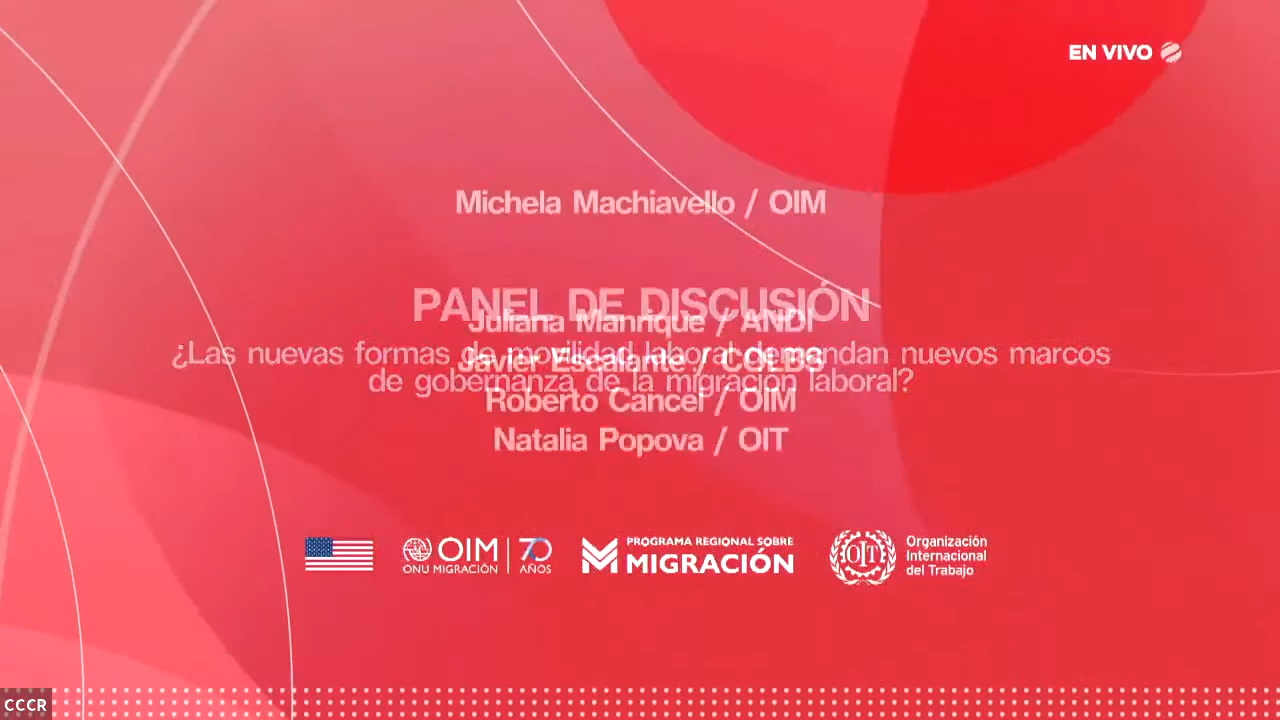 EN VIVO
Michela Machiavello / OIM
PANEL DE DISCUSIÓN
Juliana Manrique / ANDI
¿Las nuevas formas de movilidad laboral demandan nuevos marcos
Javier Escalante /
de gobernanza de la migración laboral?
Roberto Cancel / OIM
Natalia Popova / OIT
OIM
ONU MIGRACIÓN
70
AÑOS
PROGRAMA REGIONAL SOBRE
MIGRACIÓN
OIT
Organización
Internacional
del Trabajo
CCCR